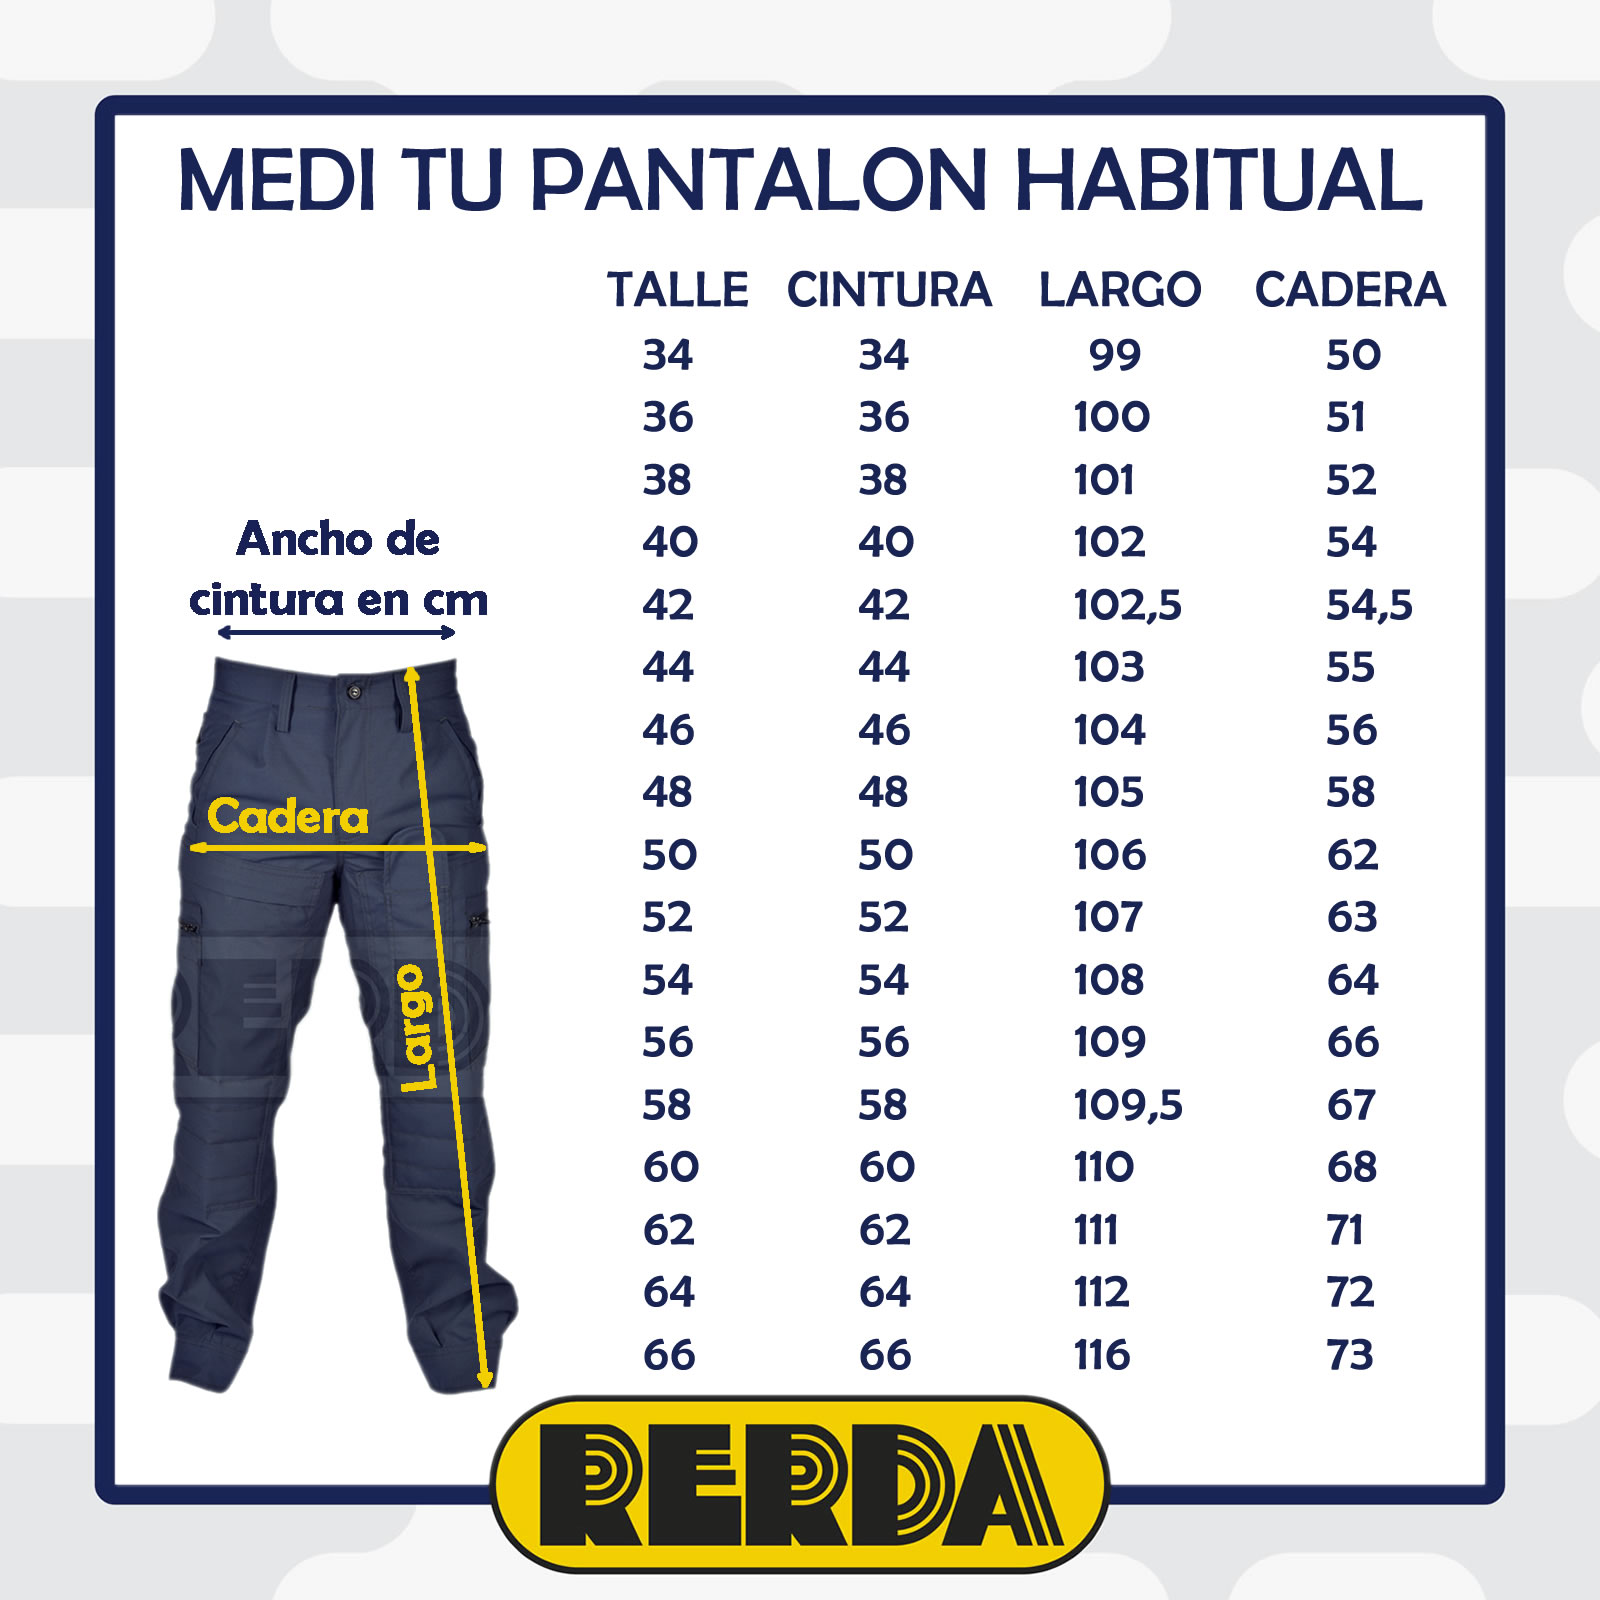 MEDI TU PANTALON HABITUAL
TALLE CINTURA LARGO CADERA
34 34 99 50
36 36 100 51
38 38 101 52
40 40 102 54
42 42 102,5 54,5
44 44 103 55
46 46 104 56
48 48 105 58
50 50 106 62
52 52 107 63
54 54 108 64
56 56 109 66
58 58 109,5 67
60 60 110 68
62 62 111 71
64 64 112 72
66 66 116 73
Ancho de
cintura en cm
Cadera
Largo
RERDA
RERDA